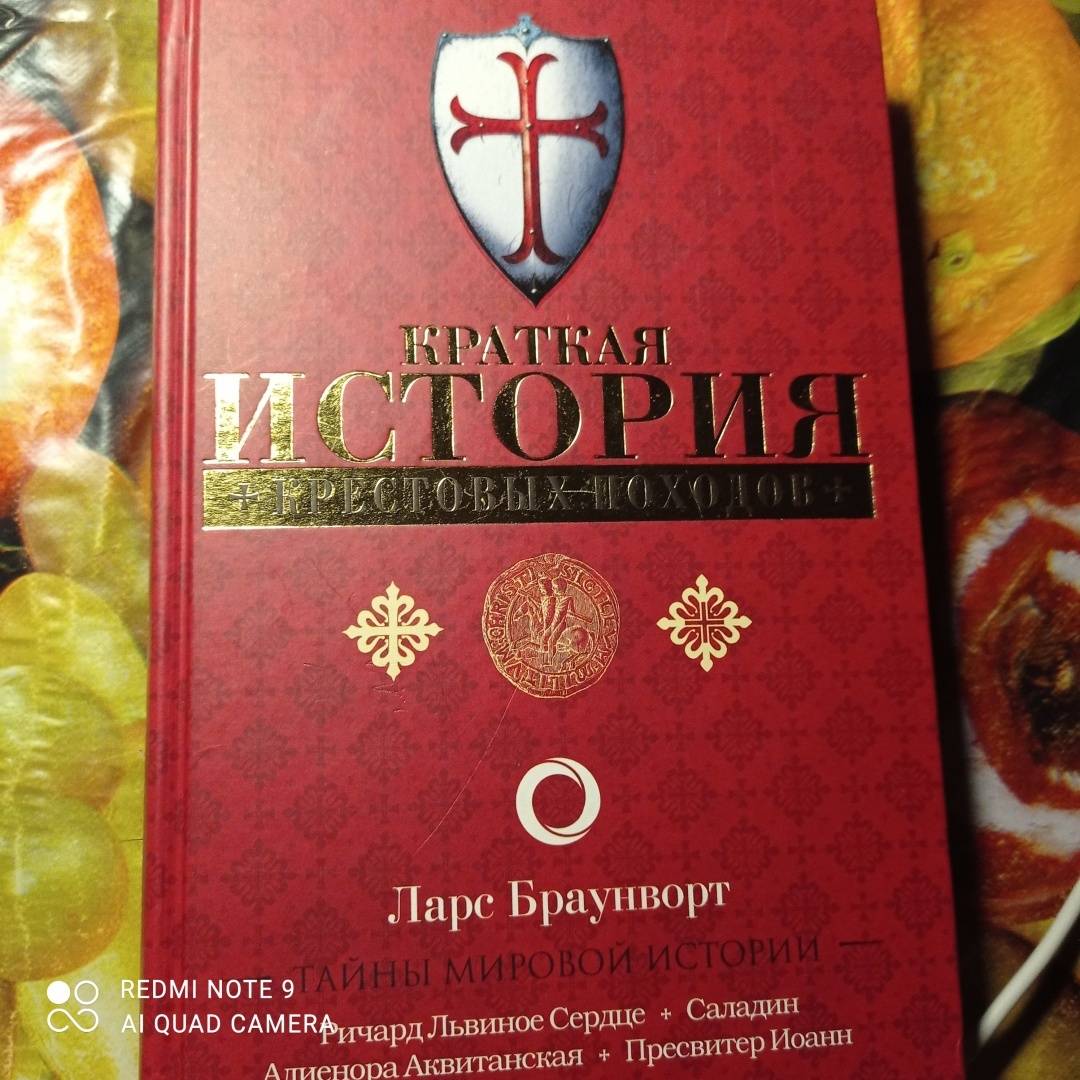 КРАТКАЯ
ИСТОРИЯ
КРЕСТОВЫХ ПОХОДОВ
Ларс Браунворт
ТАЙНЫ МИРОВОЙ ИСТОРИИ
REDMI NOTE 9
AI QUAD CAMERA
Ричард Львиное Сердце + Саладин
Алиенора Аквитанская + Пресвитер Иоанн